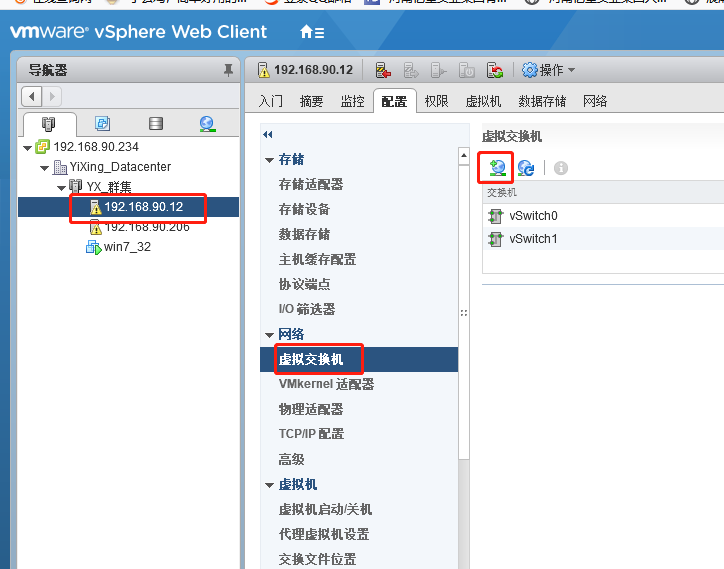 vmware® vSphere Web Client
导航器
192.168.90.12
操作
入门 摘要 监控 配置 权限 虚拟机 数据存储 网络
192.168.90.234
YiXing_Datacenter
YX_群集
192.168.90.12
192.168.90.206
win7_32
存储
存储适配器
存储设备
数据存储
主机缓存配置
协议端点
I/O 筛选器
网络
虚拟交换机
VMkernel 适配器
物理适配器
TCP/IP 配置
高级
虚拟机
虚拟机启动/关机
代理虚拟机设置
交换文件位置
虚拟交换机
交换机
vSwitch0
vSwitch1